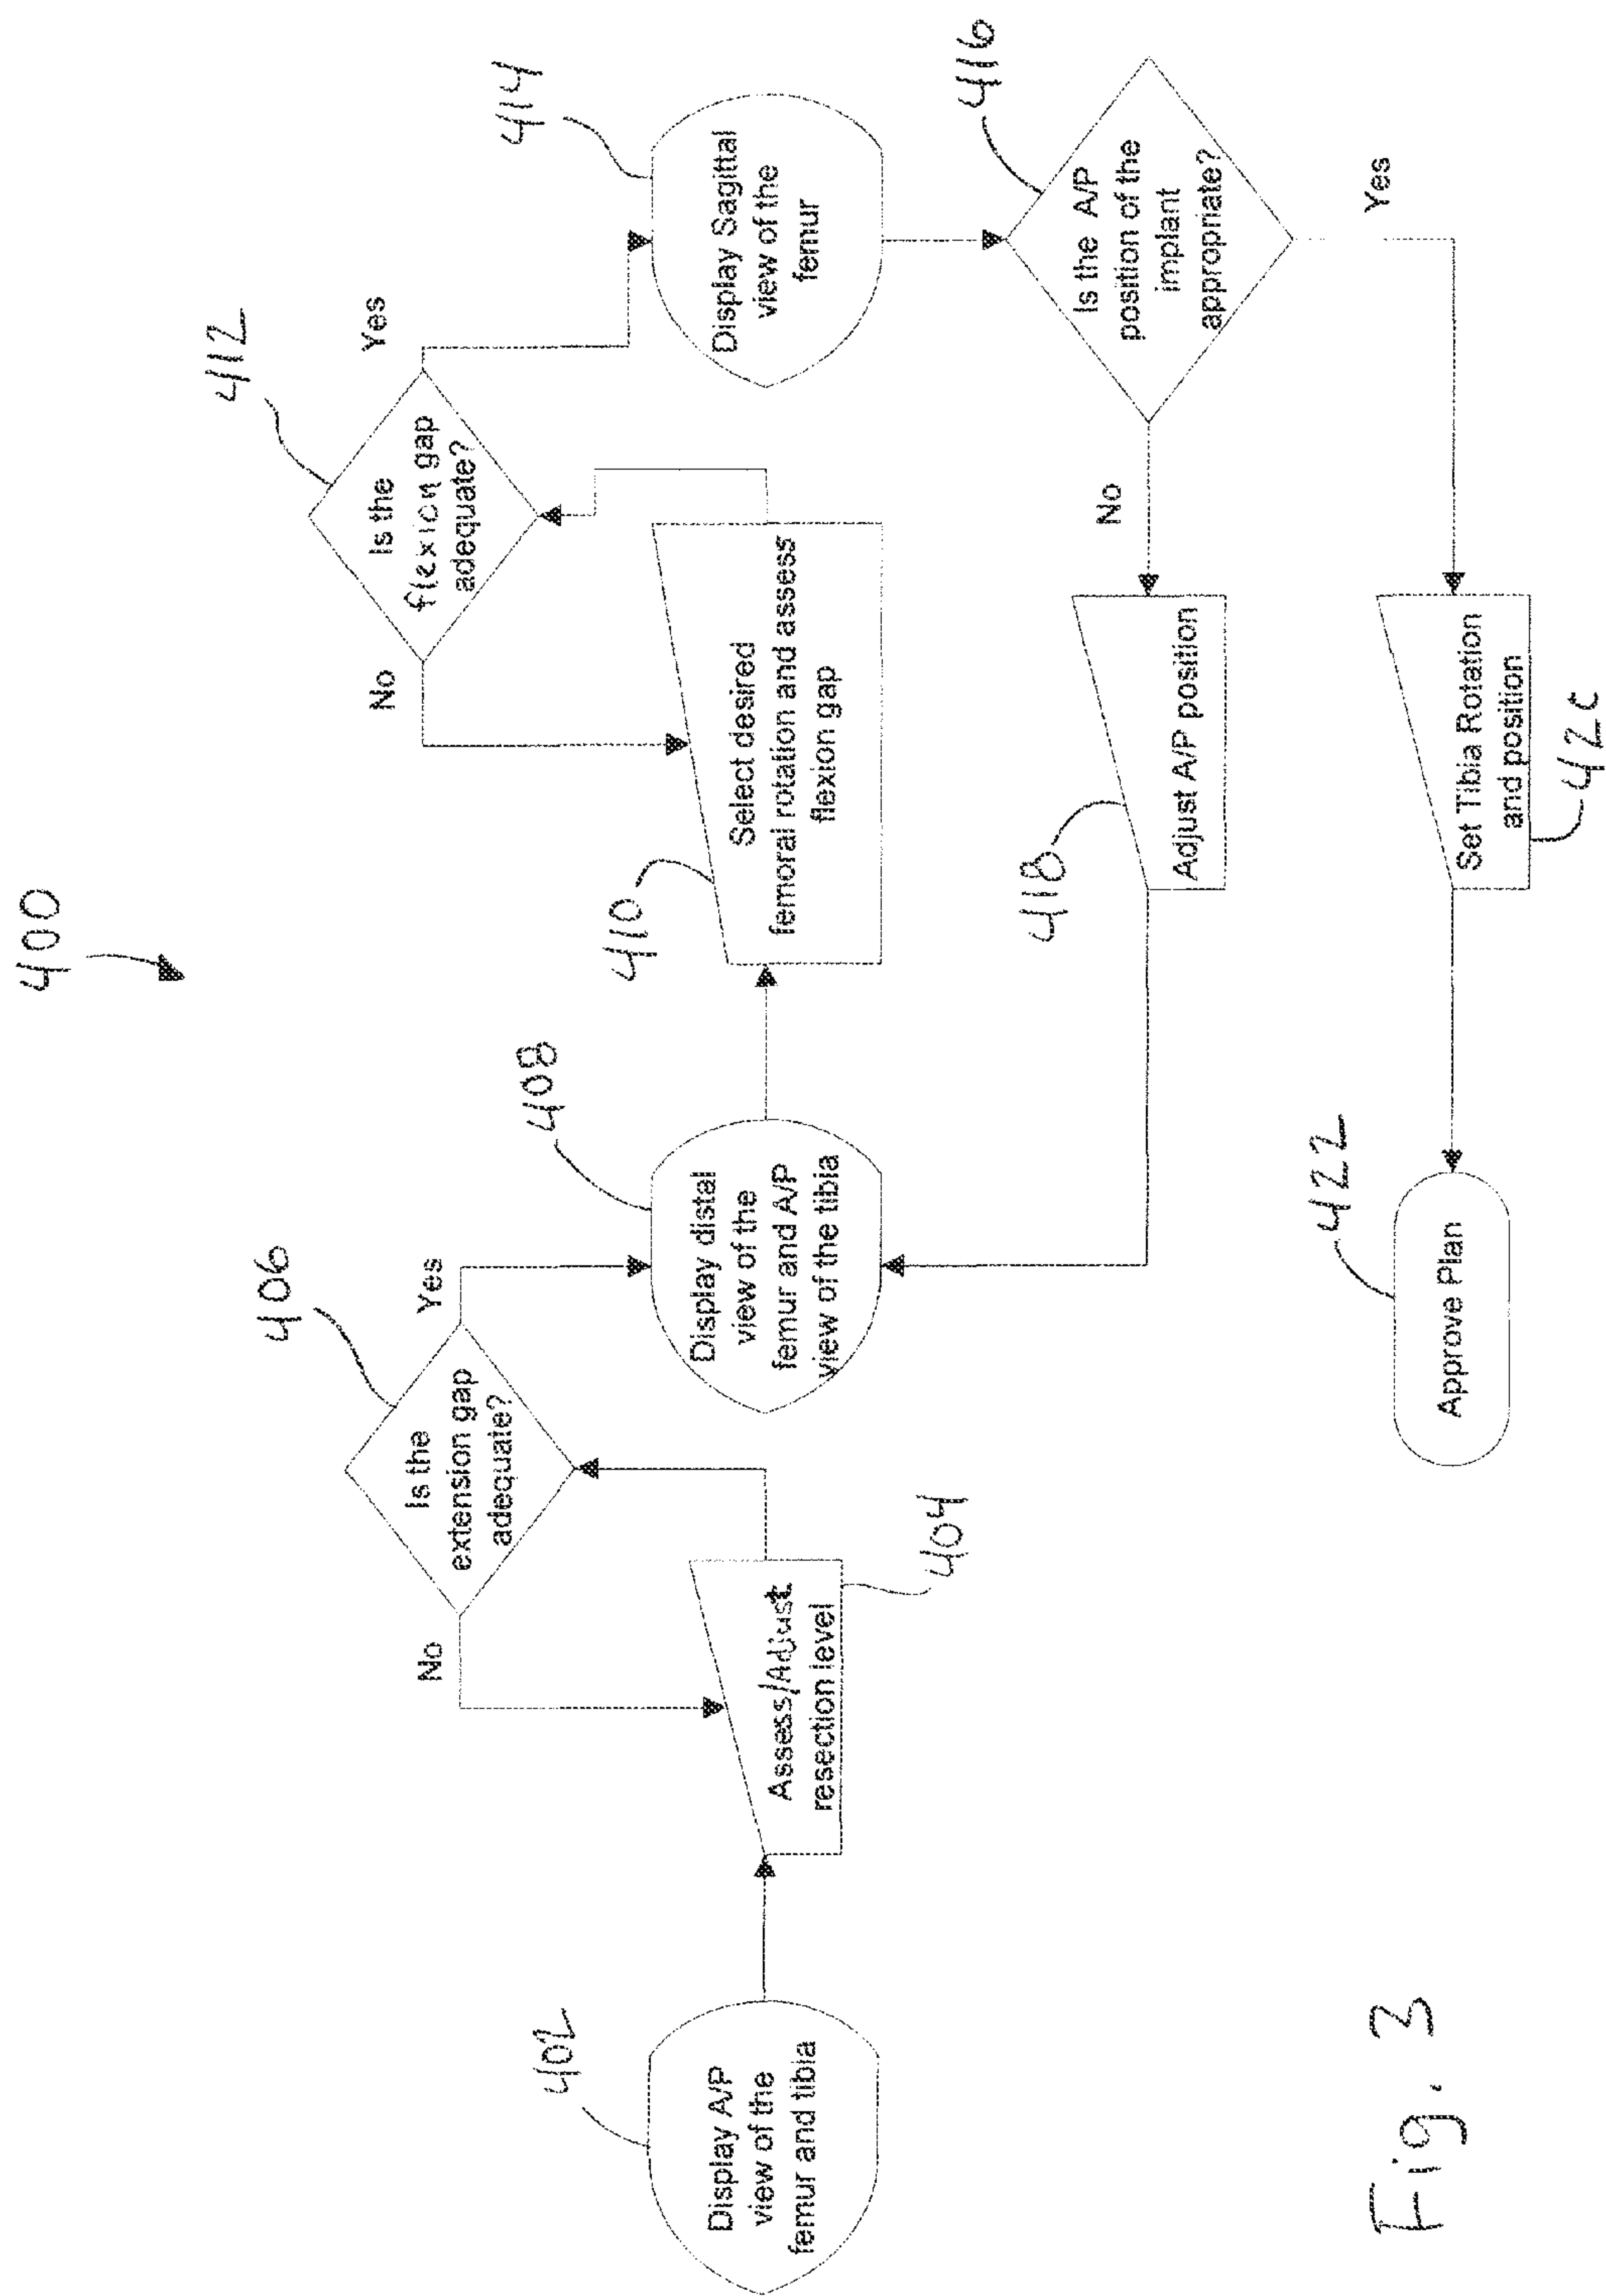 400
402
Display A/P
view of the
femur and tibia
Assess/Adjust
resection level
404
406
Is the
extension gap
adequate?
No
Yes
408
Display distal
view of the
femur and A/P
view of the tibia
410
Select desired
femoral rotation and assess
flexion gap
412
Is the
flexion gap
adequate?
No
Yes
414
Display Sagittal
view of the
femur
416
Is the A/P
position of the
implant
appropriate?
No
Yes
418
Adjust A/P position
Set Tibia Rotation
and position
42c
422
Approve Plan
Fig. 3